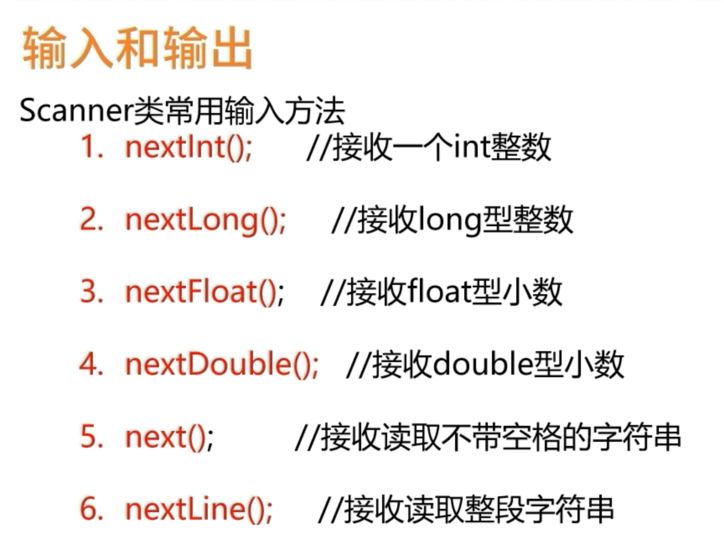 输入和输出
Scanner类常用输入方法
1. nextInt(); //接收一个int整数
2. nextLong(); //接收long型整数
3. nextFloat(); //接收float型小数
4. nextDouble(); //接收double型小数
5. next(); //接收读取不带空格的字符串
6. nextLine(); //接收读取整段字符串